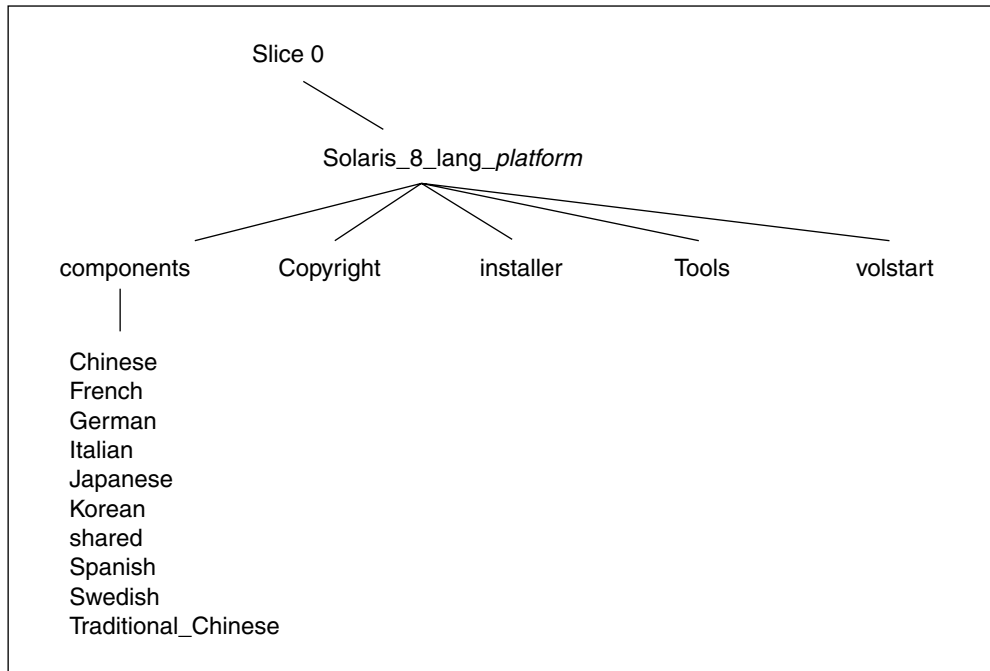 Slice 0
Solaris_8_lang_platform
components Copyright installer Tools volstart
Chinese
French
German
Italian
Japanese
Korean
shared
Spanish
Swedish
Traditional_Chinese